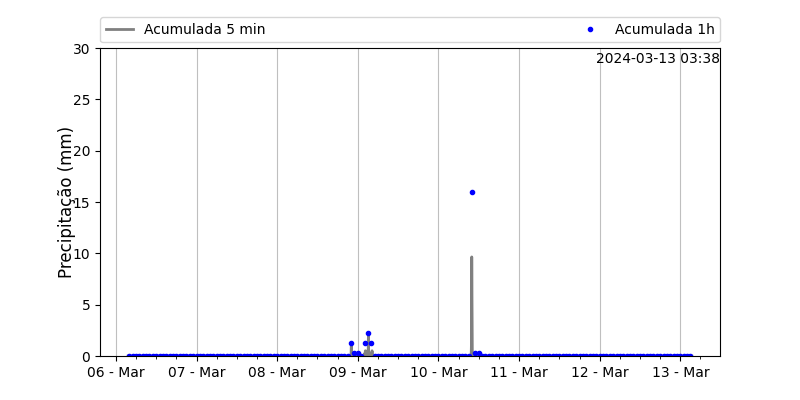 Acumulada 5 min
Acumulada 1h
2024-03-13 03:38
Precipitação (mm)
30
25
20
15
10
5
0
06 - Mar
07 - Mar
08 - Mar
09 - Mar
10 - Mar
11 - Mar
12 - Mar
13 - Mar